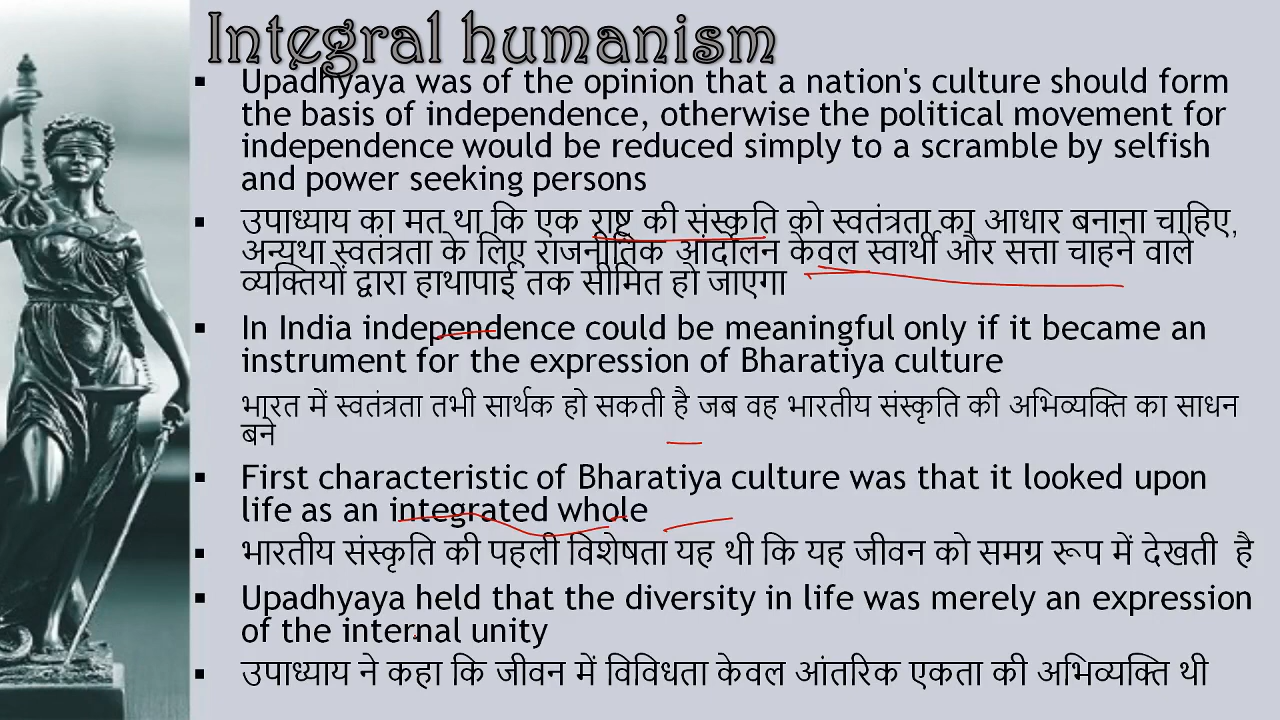 Integral humanism
▪ Upadhyaya was of the opinion that a nation's culture should form
the basis of independence, otherwise the political movement for
independence would be reduced simply to a scramble by selfish
and power seeking persons
▪ उपाध्याय का मत था कि एक राष्ट्र की संस्कृति को स्वतंत्रता का आधार बनाना चाहिए,
अन्यथा स्वतंत्रता के लिए राजनीतिक आंदोलन केवल स्वार्थी और सत्ता चाहने वाले
व्यक्तियों द्वारा हाथापाई तक सीमित हो जाएगा
▪ In India independence could be meaningful only if it became an
instrument for the expression of Bharatiya culture
भारत में स्वतंत्रता तभी सार्थक हो सकती है जब वह भारतीय संस्कृति की अभिव्यक्ति का साधन
बने
▪ First characteristic of Bharatiya culture was that it looked upon
life as an integrated whole
▪ भारतीय संस्कृति की पहली विशेषता यह थी कि यह जीवन को समग्र रूप में देखती है
▪ Upadhyaya held that the diversity in life was merely an expression
of the internal unity
▪ उपाध्याय ने कहा कि जीवन में विविधता केवल आंतरिक एकता की अभिव्यक्ति थी